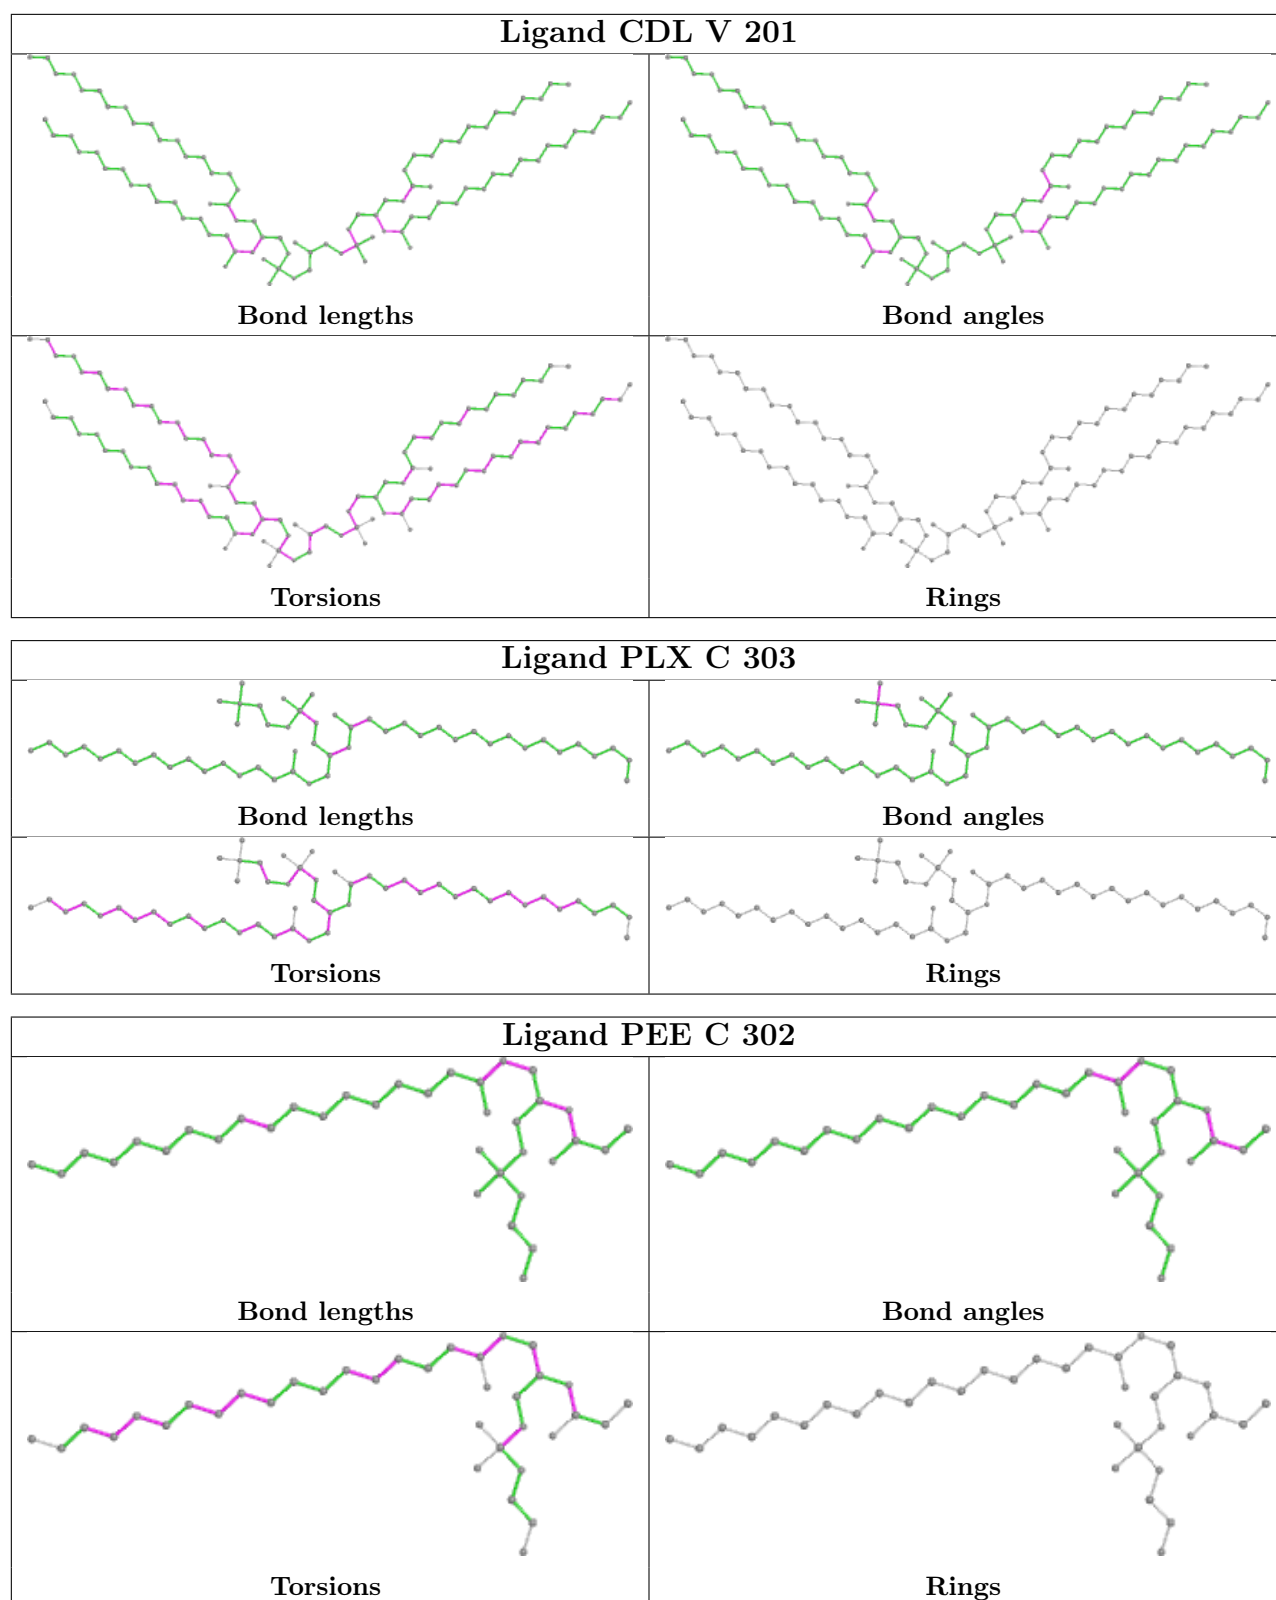 Ligand CDL V 201
Bond lengths
Bond angles
Torsions
Rings
Ligand PLX C 303
Bond lengths
Bond angles
Torsions
Rings
Ligand PEE C 302
Bond lengths
Bond angles
Torsions
Rings